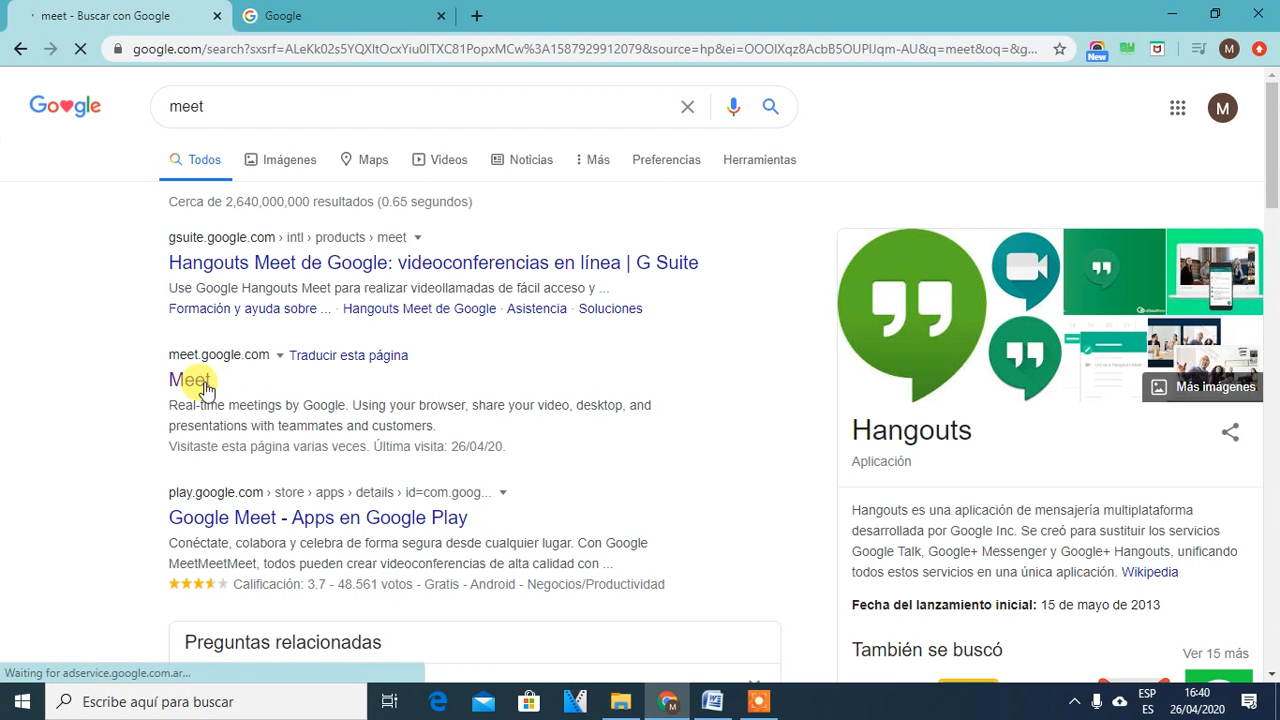 meet - Buscar con Google
Google
google.com/search?sxsrf=ALeKk02s5YQXltOcxYiu0lTXC81PopxMCw%3A1587929912079&source=hp&ei=OOOlXqz8AcbB5OUPlJqm-AU&q=meet&oq=&g...
New
M
Google
meet
M
Todos
Imágenes
Maps
Videos
Noticias
Más
Preferencias
Herramientas
Cerca de 2,640,000,000 resultados (0.65 segundos)
gsuite.google.com › intl › products › meet
Hangouts Meet de Google: videoconferencias en línea | G Suite
Use Google Hangouts Meet para realizar videollamadas de fácil acceso y ...
Formación y ayuda sobre ... · Hangouts Meet de Google · Asistencia · Soluciones
meet.google.com Traducir esta página
Meet
Real-time meetings by Google. Using your browser, share your video, desktop, and
presentations with teammates and customers.
Visitaste esta página varias veces. Última visita: 26/04/20.
play.google.com › store › apps › details › id=com.goog...
Google Meet - Apps en Google Play
Conéctate, colabora y celebra de forma segura desde cualquier lugar. Con Google
MeetMeetMeet, todos pueden crear videoconferencias de alta calidad con ...
Calificación: 3.7 - 48.561 votos - Gratis - Android - Negocios/Productividad
Preguntas relacionadas
Más imágenes
Hangouts
Aplicación
Hangouts es una aplicación de mensajería multiplataforma
desarrollada por Google Inc. Se creó para sustituir los servicios
Google Talk, Google+ Messenger y Google+ Hangouts, unificando
todos estos servicios en una única aplicación. Wikipedia
Fecha del lanzamiento inicial: 15 de mayo de 2013
También se buscó
Ver 15 más
Waiting for adservice.google.com.ar...
Escribe aquí para buscar
ESP
ES
16:40
26/04/2020